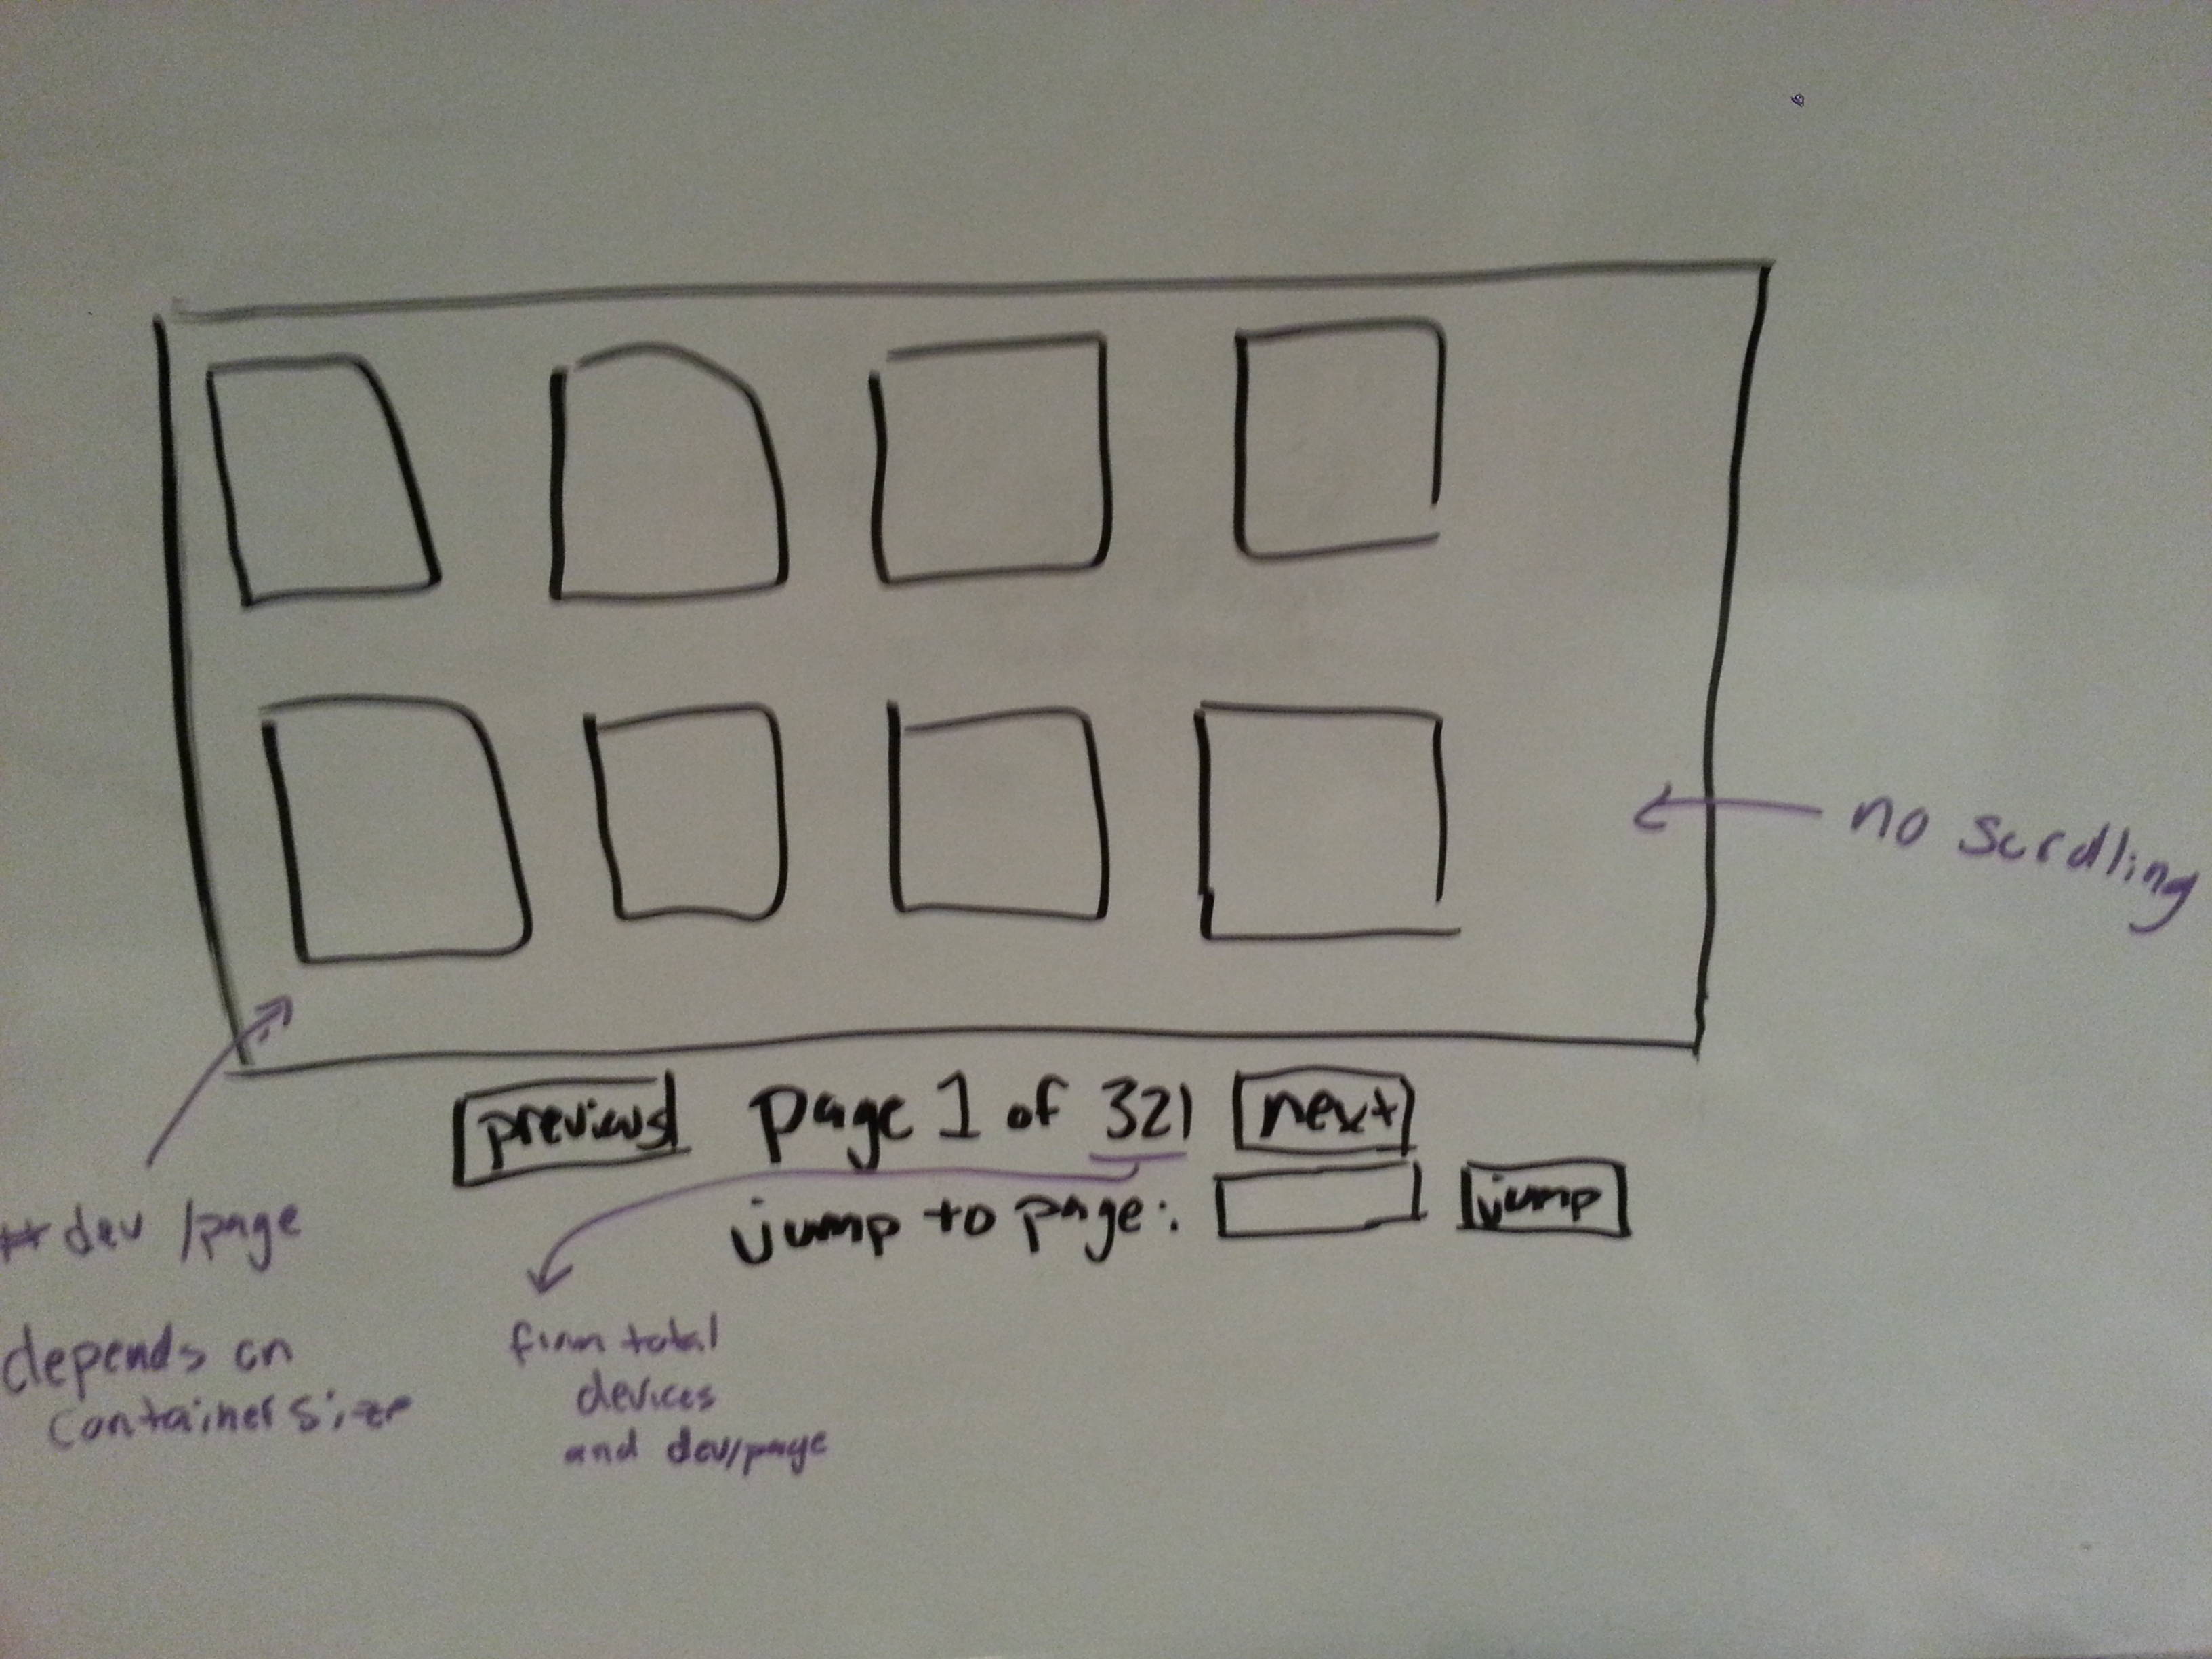 no scrolling
previous page 1 of 321 next
jump to page: jump
# dev /page
depends on
container size
from total
devices
and dev/page